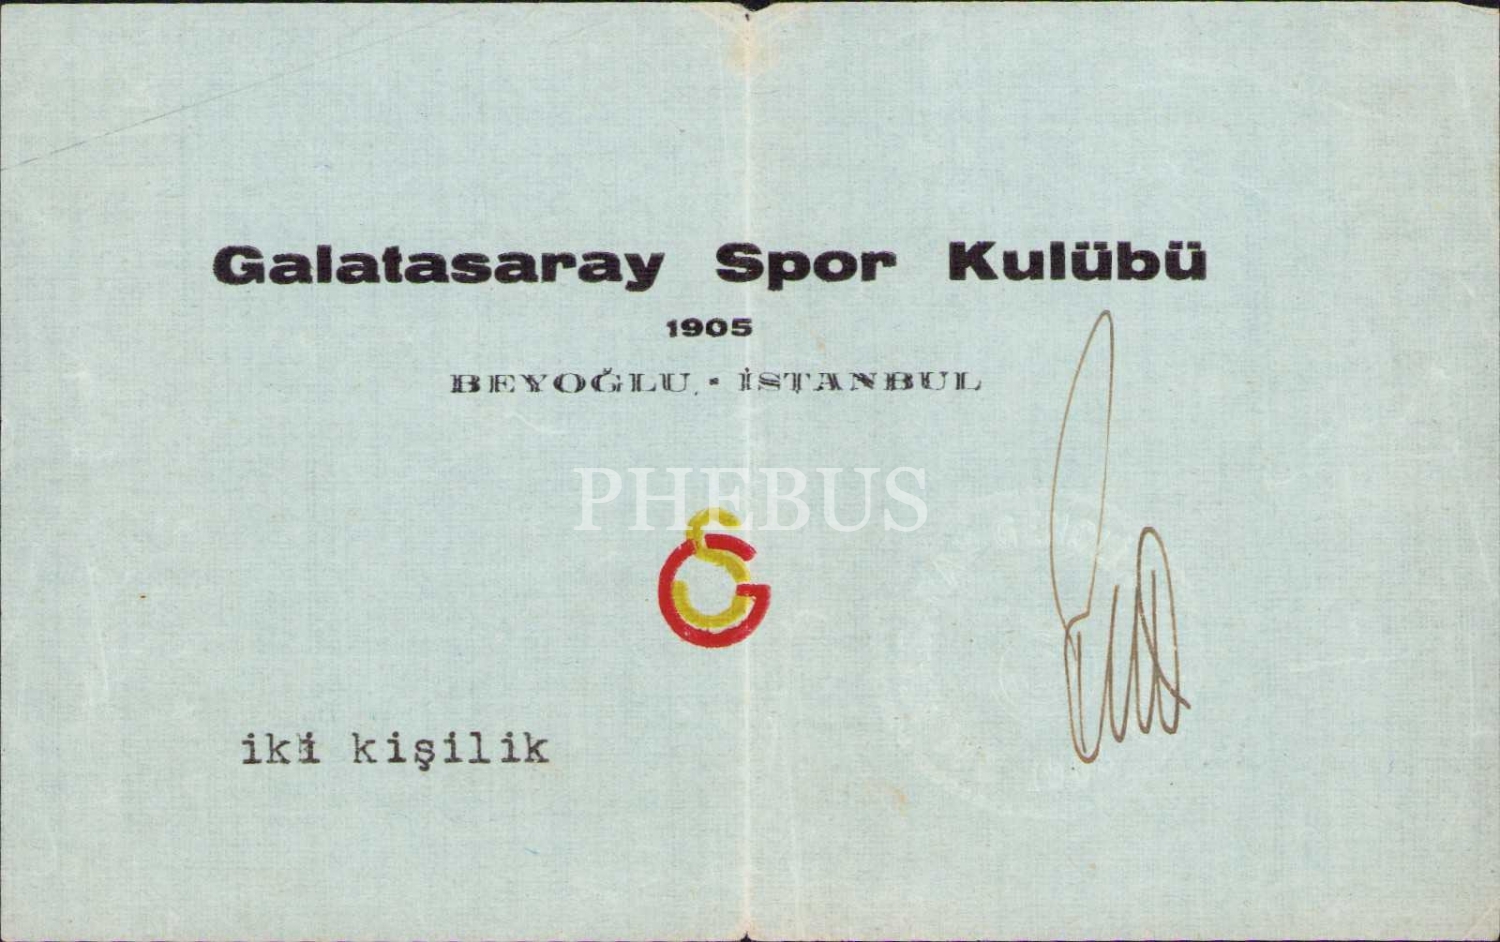 Galatasaray Spor Kulübü
1905
BEYOĞLU - İSTANBUL
PHEBUS
iki kişilik